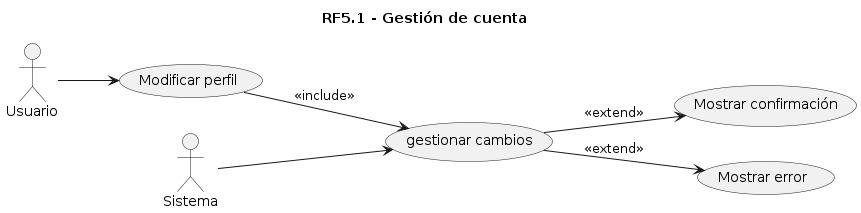 RF5.1 - Gestión de cuenta
Usuario
Modificar perfil
«include»
Sistema
gestionar cambios
«extend»
Mostrar confirmación
«extend»
Mostrar error